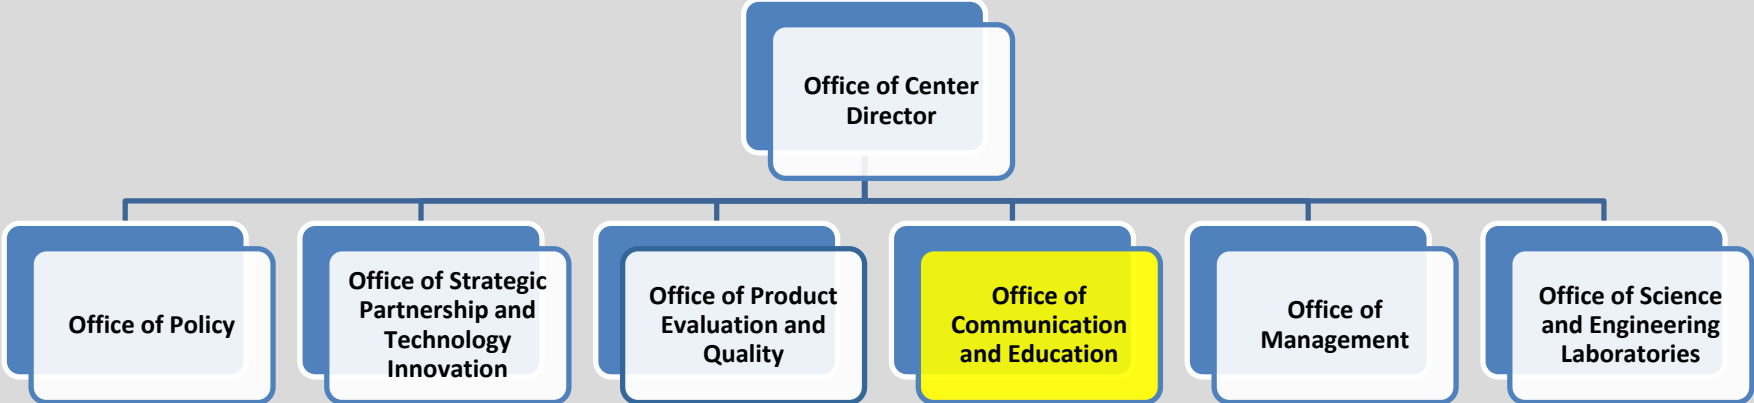 Office of Center
Director
Office of Policy
Office of Strategic
Partnership and
Technology
Innovation
Office of Product
Evaluation and
Quality
Office of
Communication
and Education
Office of
Management
Office of Science
and Engineering
Laboratories